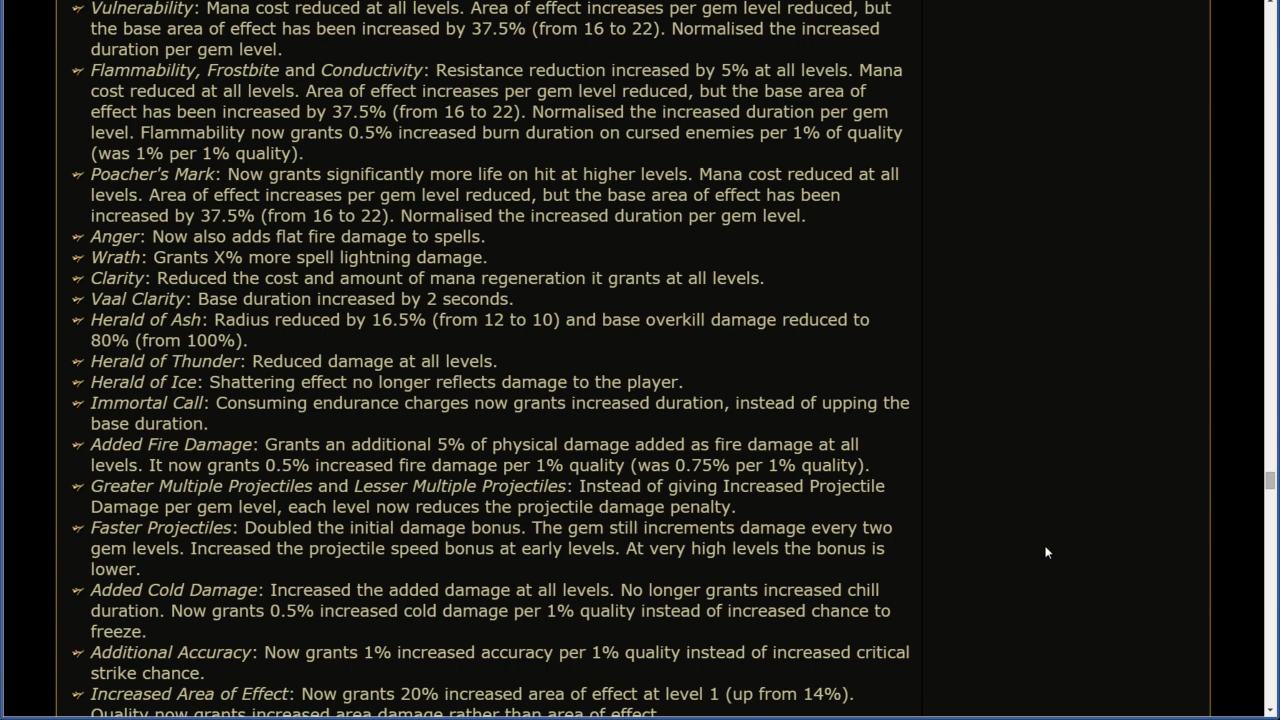 Vulnerability: Mana cost reduced at all levels. Area of effect increases per gem level reduced, but
the base area of effect has been increased by 37.5% (from 16 to 22). Normalised the increased
duration per gem level.
Flammability, Frostbite and Conductivity: Resistance reduction increased by 5% at all levels. Mana
cost reduced at all levels. Area of effect increases per gem level reduced, but the base area of
effect has been increased by 37.5% (from 16 to 22). Normalised the increased duration per gem
level. Flammability now grants 0.5% increased burn duration on cursed enemies per 1% of quality
(was 1% per 1% quality).
Poacher's Mark: Now grants significantly more life on hit at higher levels. Mana cost reduced at all
levels. Area of effect increases per gem level reduced, but the base area of effect has been
increased by 37.5% (from 16 to 22). Normalised the increased duration per gem level.
Anger: Now also adds flat fire damage to spells.
Wrath: Grants X% more spell lightning damage.
Clarity: Reduced the cost and amount of mana regeneration it grants at all levels.
Vaal Clarity: Base duration increased by 2 seconds.
Herald of Ash: Radius reduced by 16.5% (from 12 to 10) and base overkill damage reduced to
80% (from 100%).
Herald of Thunder: Reduced damage at all levels.
Herald of Ice: Shattering effect no longer reflects damage to the player.
Immortal Call: Consuming endurance charges now grants increased duration, instead of upping the
base duration.
Added Fire Damage: Grants an additional 5% of physical damage added as fire damage at all
levels. It now grants 0.5% increased fire damage per 1% quality (was 0.75% per 1% quality).
Greater Multiple Projectiles and Lesser Multiple Projectiles: Instead of giving Increased Projectile
Damage per gem level, each level now reduces the projectile damage penalty.
Faster Projectiles: Doubled the initial damage bonus. The gem still increments damage every two
gem levels. Increased the projectile speed bonus at early levels. At very high levels the bonus is
lower.
Added Cold Damage: Increased the added damage at all levels. No longer grants increased chill
duration. Now grants 0.5% increased cold damage per 1% quality instead of increased chance to
freeze.
Additional Accuracy: Now grants 1% increased accuracy per 1% quality instead of increased critical
strike chance.
Increased Area of Effect: Now grants 20% increased area of effect at level 1 (up from 14%).
Quality now grants increased area damage rather than area of effect.